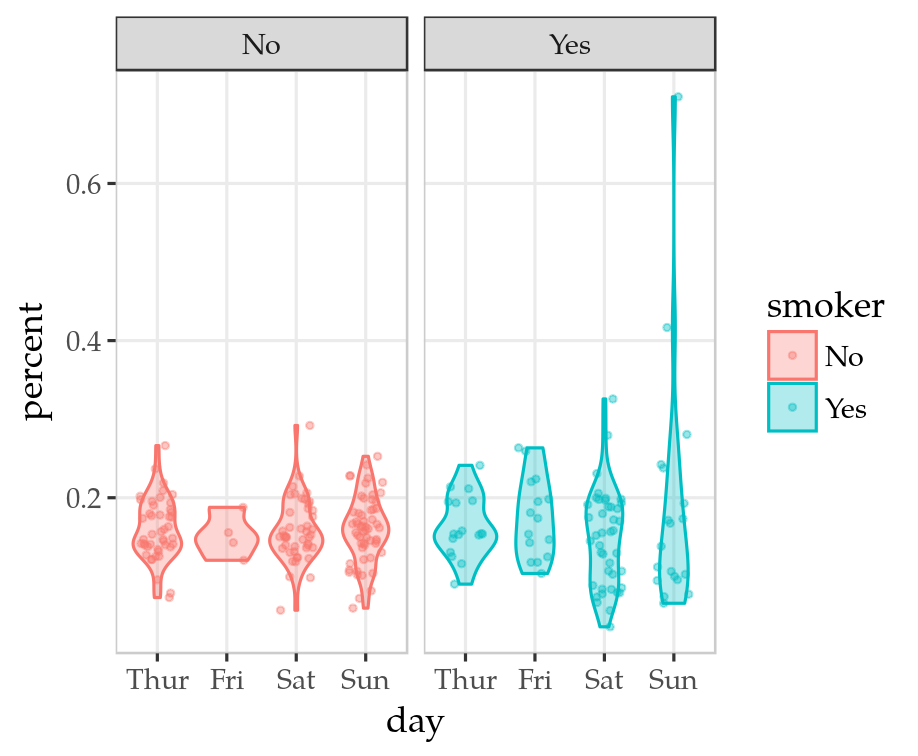 No Yes
percent
0.6
0.4
0.2
Thur Fri Sat Sun Thur Fri Sat Sun
day
smoker
No
Yes